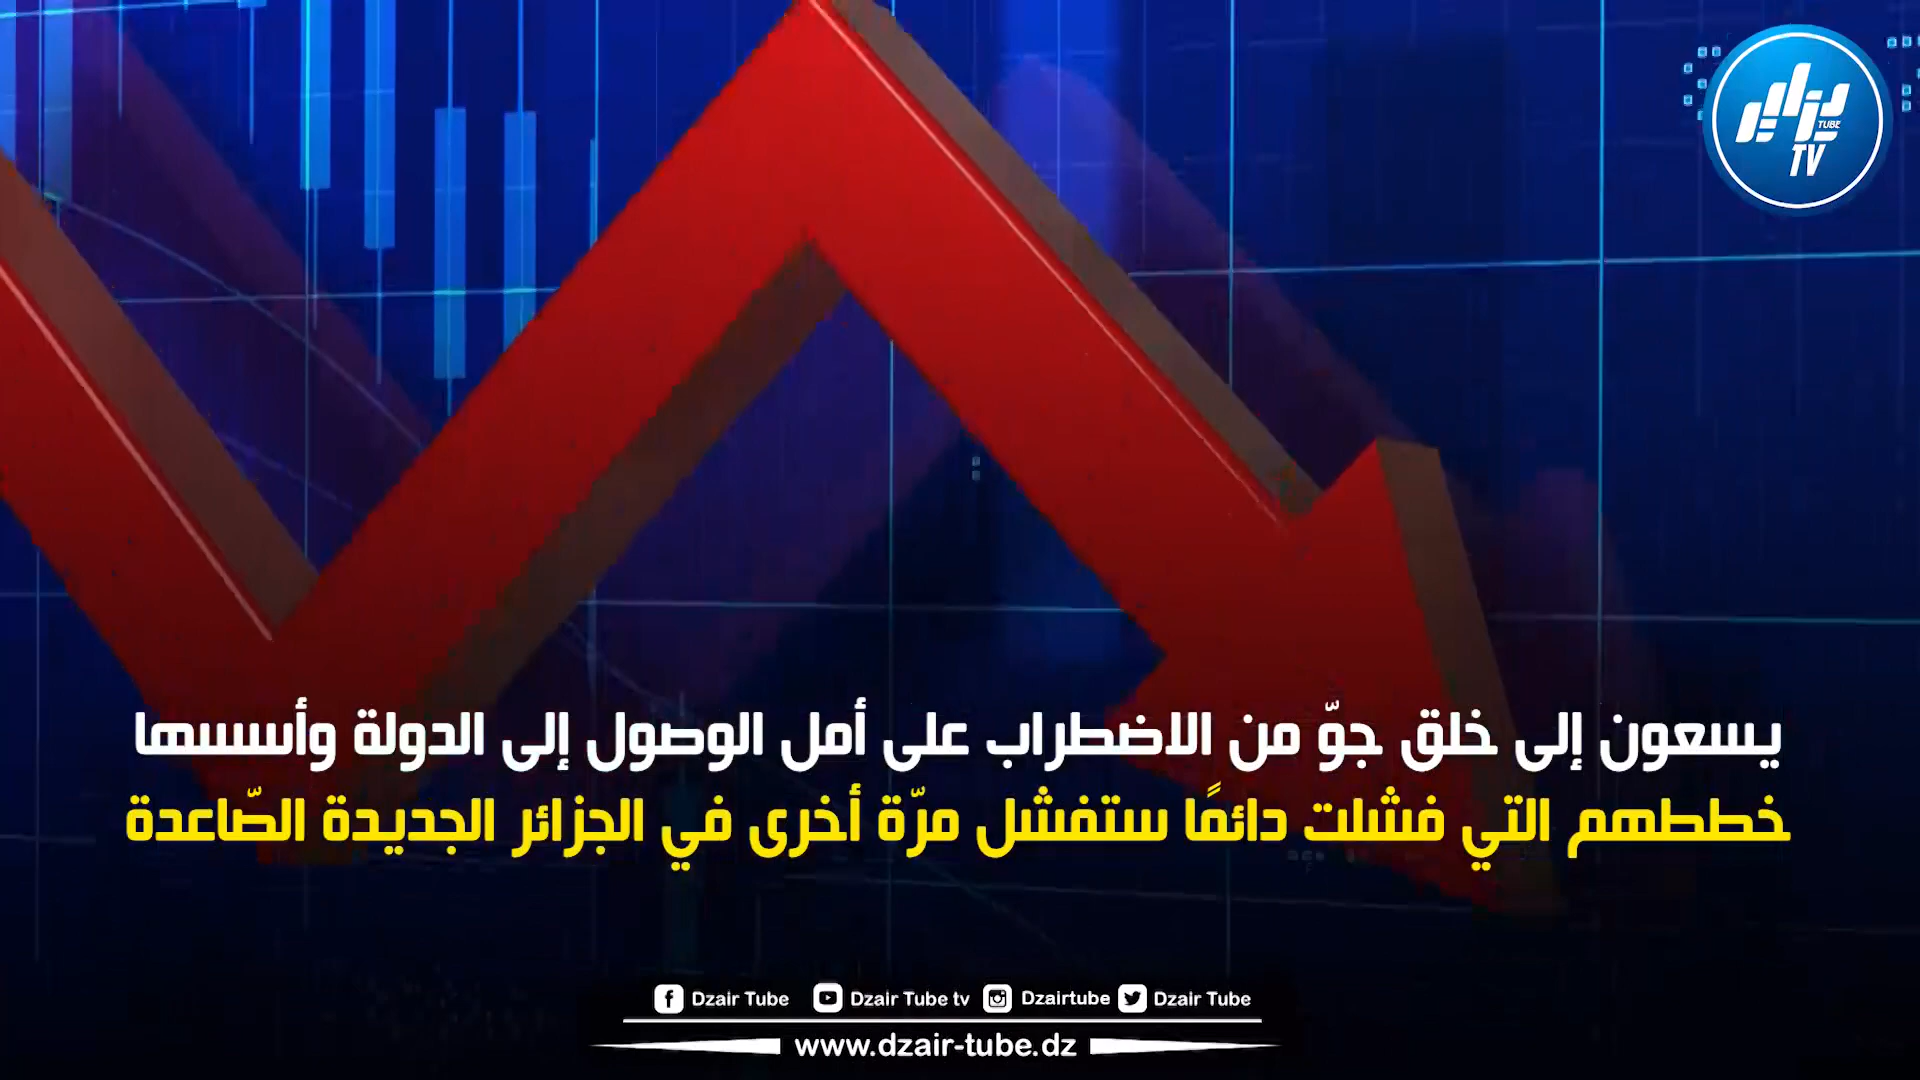 دزاير
TUBE
TV
يسعون إلى خلق جوّ من الاضطراب على أمل الوصول إلى الدولة وأسسها
خططهم التي فشلت دائمًا ستفشل مرّة أخرى في الجزائر الجديدة الصّاعدة
Dzair Tube Dzair Tube tv Dzairtube Dzair Tube
www.dzair-tube.dz